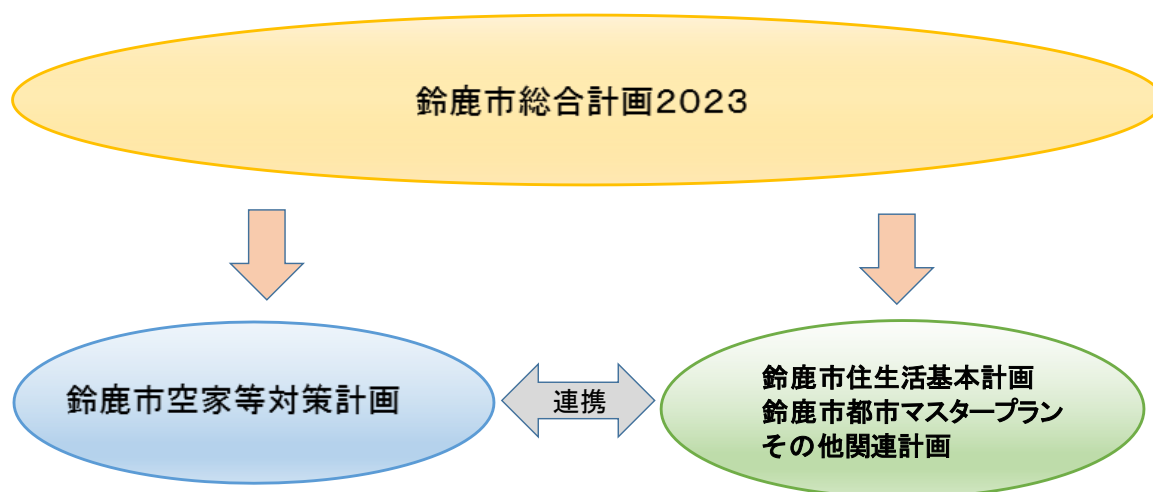 鈴鹿市総合計画２０２３
鈴鹿市空家等対策計画
連携
鈴鹿市住生活基本計画
鈴鹿市都市マスタープラン
その他関連計画